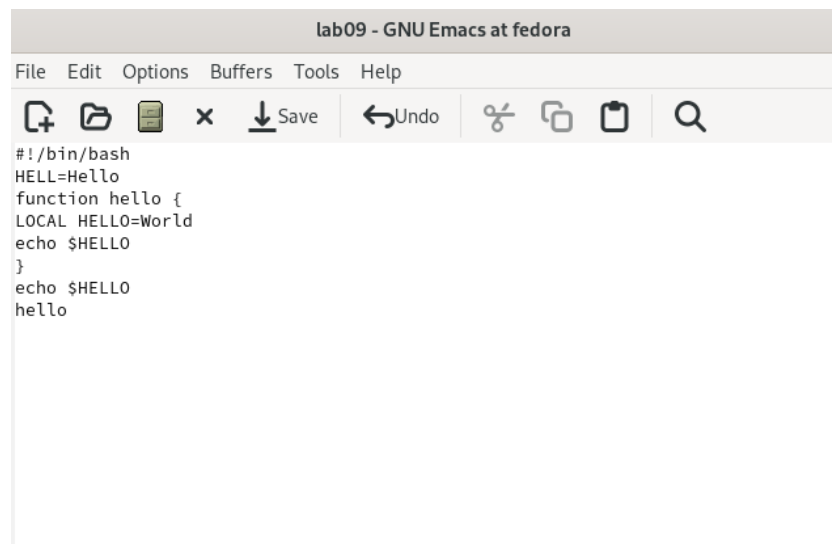 lab09 - GNU Emacs at fedora
File Edit Options Buffers Tools Help
Save Undo
#!/bin/bash
HELL=Hello
function hello {
LOCAL HELLO=World
echo $HELLO
}
echo $HELLO
hello